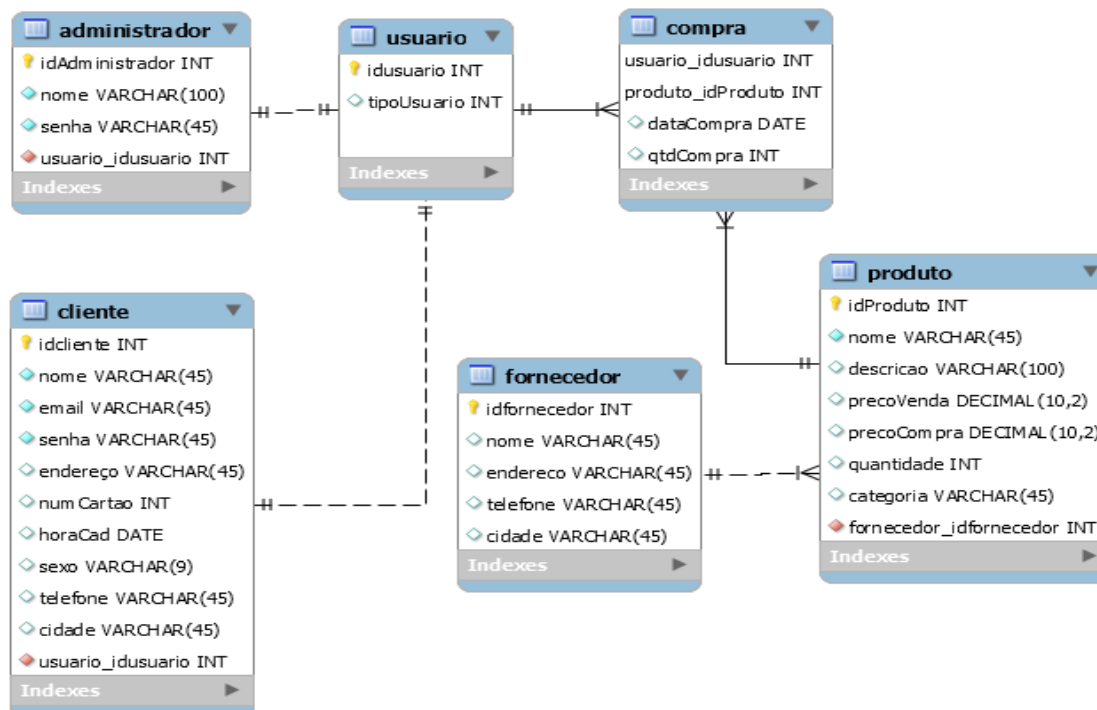 administrador
idAdministrador INT
nome VARCHAR(100)
senha VARCHAR(45)
usuario_idusuario INT
Indexes
usuario
idusuario INT
tipoUsuario INT
Indexes
compra
usuario_idusuario INT
produto_idProduto INT
dataCompra DATE
qtdCompra INT
Indexes
cliente
idcliente INT
nome VARCHAR(45)
email VARCHAR(45)
senha VARCHAR(45)
endereço VARCHAR(45)
numCartao INT
horaCad DATE
sexo VARCHAR(9)
telefone VARCHAR(45)
cidade VARCHAR(45)
usuario_idusuario INT
Indexes
fornecedor
idfornecedor INT
nome VARCHAR(45)
endereco VARCHAR(45)
telefone VARCHAR(45)
cidade VARCHAR(45)
Indexes
produto
idProduto INT
nome VARCHAR(45)
descricao VARCHAR(100)
precoVenda DECIMAL(10,2)
precoCompra DECIMAL(10,2)
quantidade INT
categoria VARCHAR(45)
fornecedor_idfornecedor INT
Indexes